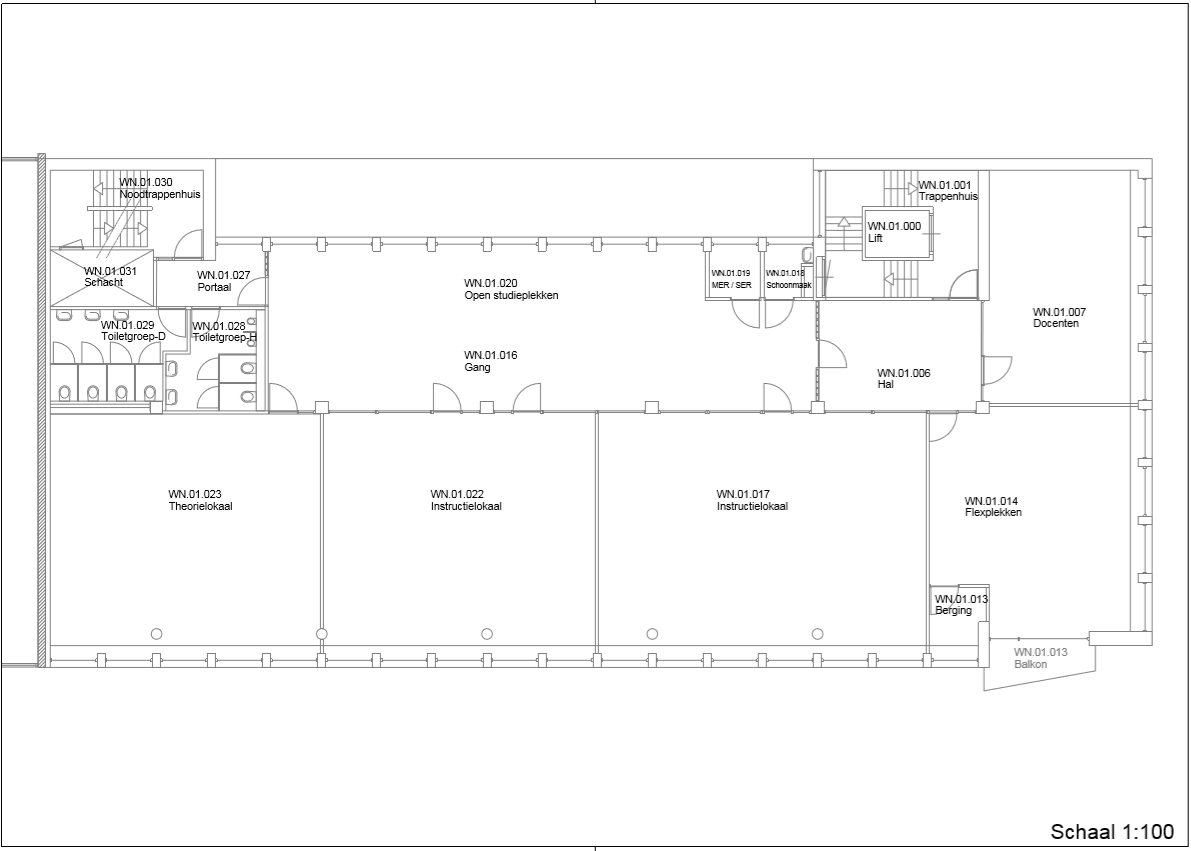 WN.01.030
Noodtrappenhuis
WN.01.001
Trappenhuis
WN.01.000
Lift
WN.01.031
Schacht
WN.01.027
Portaal
WN.01.020
Open studieplekken
WN.01.019
MER / SER
WN.01.018
Schoonmaak
WN.01.007
Docenten
WN.01.029
Toiletgroep-D
WN.01.028
Toiletgroep-H
WN.01.016
Gang
WN.01.006
Hal
WN.01.023
Theorielokaal
WN.01.022
Instructielokaal
WN.01.017
Instructielokaal
WN.01.014
Flexplekken
WN.01.013
Berging
WN.01.013
Balkon
Schaal 1:100